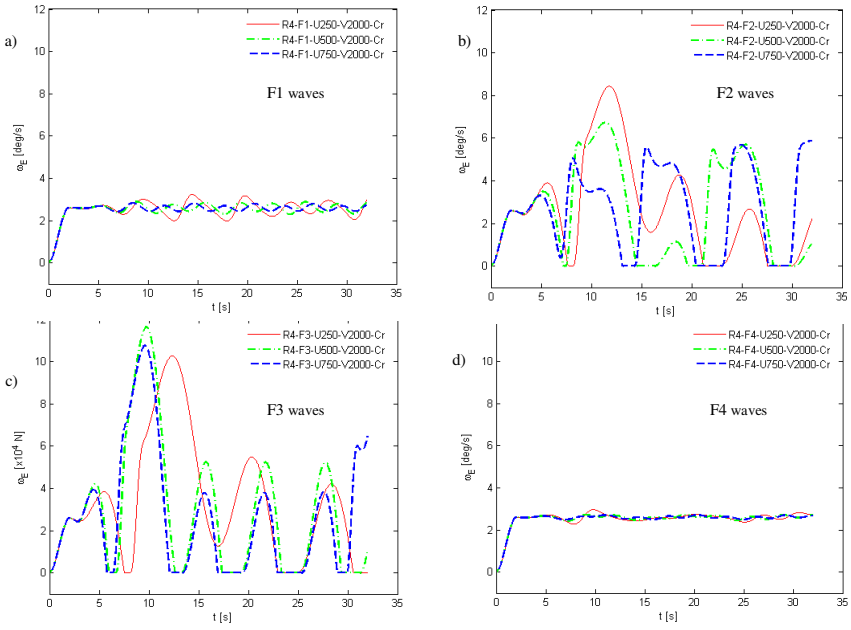 a)
12
10
8
6
4
2
0
ω_E [deg/s]
R4-F1-U250-V2000-Cr
R4-F1-U500-V2000-Cr
R4-F1-U750-V2000-Cr
F1 waves
0 5 10 15 20 25 30 35
t [s]
b)
12
10
8
6
4
2
0
ω_E [deg/s]
R4-F2-U250-V2000-Cr
R4-F2-U500-V2000-Cr
R4-F2-U750-V2000-Cr
F2 waves
0 5 10 15 20 25 30 35
t [s]
c)
12
10
8
6
4
2
0
ω_E [x10⁴ N]
R4-F3-U250-V2000-Cr
R4-F3-U500-V2000-Cr
R4-F3-U750-V2000-Cr
F3 waves
0 5 10 15 20 25 30 35
t [s]
d)
10
8
6
4
2
0
ω_E [deg/s]
R4-F4-U250-V2000-Cr
R4-F4-U500-V2000-Cr
R4-F4-U750-V2000-Cr
F4 waves
0 5 10 15 20 25 30 35
t [s]